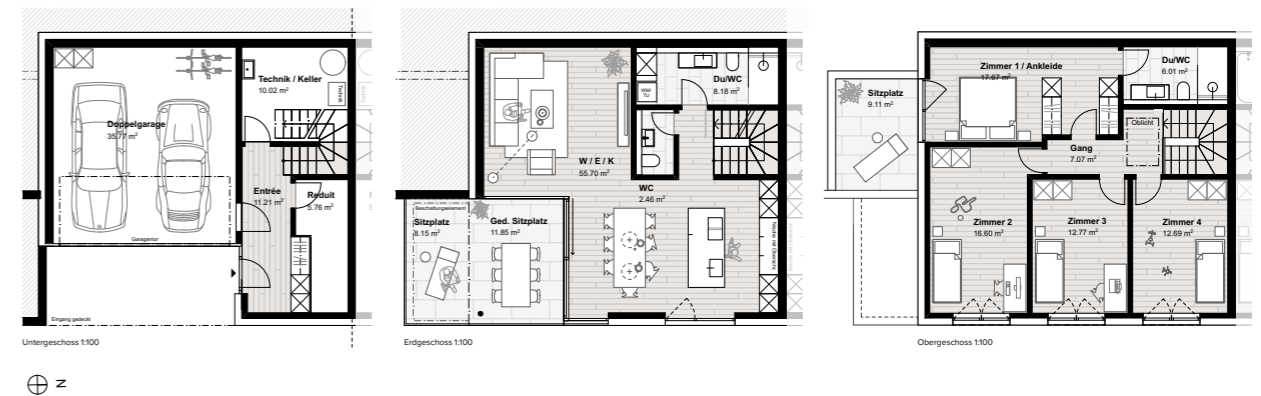 Technik / Keller
10.02 m²
Technik
Doppelgarage
35.77 m²
Entrée
11.21 m²
Reduit
5.76 m²
Garagentor
Eingang gedeckt
Untergeschoss 1:100
Du/WC
8.18 m²
WM/
TU
W / E / K
55.70 m²
WC
2.46 m²
Beschattungselement
Sitzplatz
8.15 m²
Ged. Sitzplatz
11.85 m²
Erdgeschoss 1:100
Zimmer 1 / Ankleide
17.67 m²
Du/WC
6.01 m²
Sitzplatz
9.11 m²
Oblicht
Gang
7.07 m²
Zimmer 2
16.60 m²
Zimmer 3
12.77 m²
Zimmer 4
12.69 m²
Obergeschoss 1:100
N